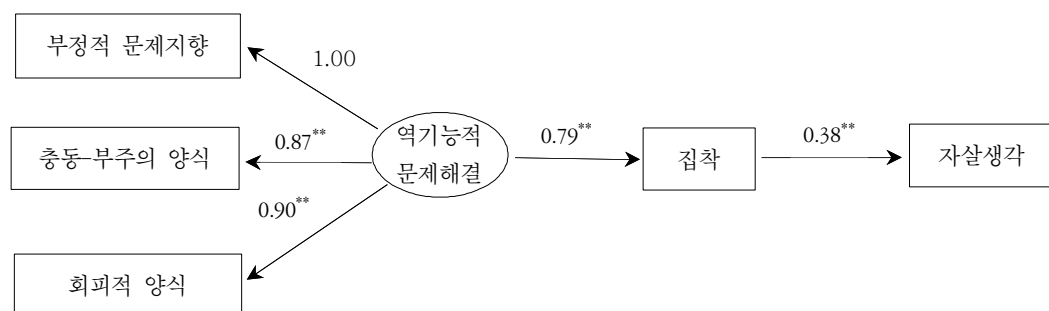 부정적 문제지향
1.00
충동-부주의 양식
0.87**
역기능적
문제해결
0.79**
집착
0.38**
자살생각
0.90**
회피적 양식